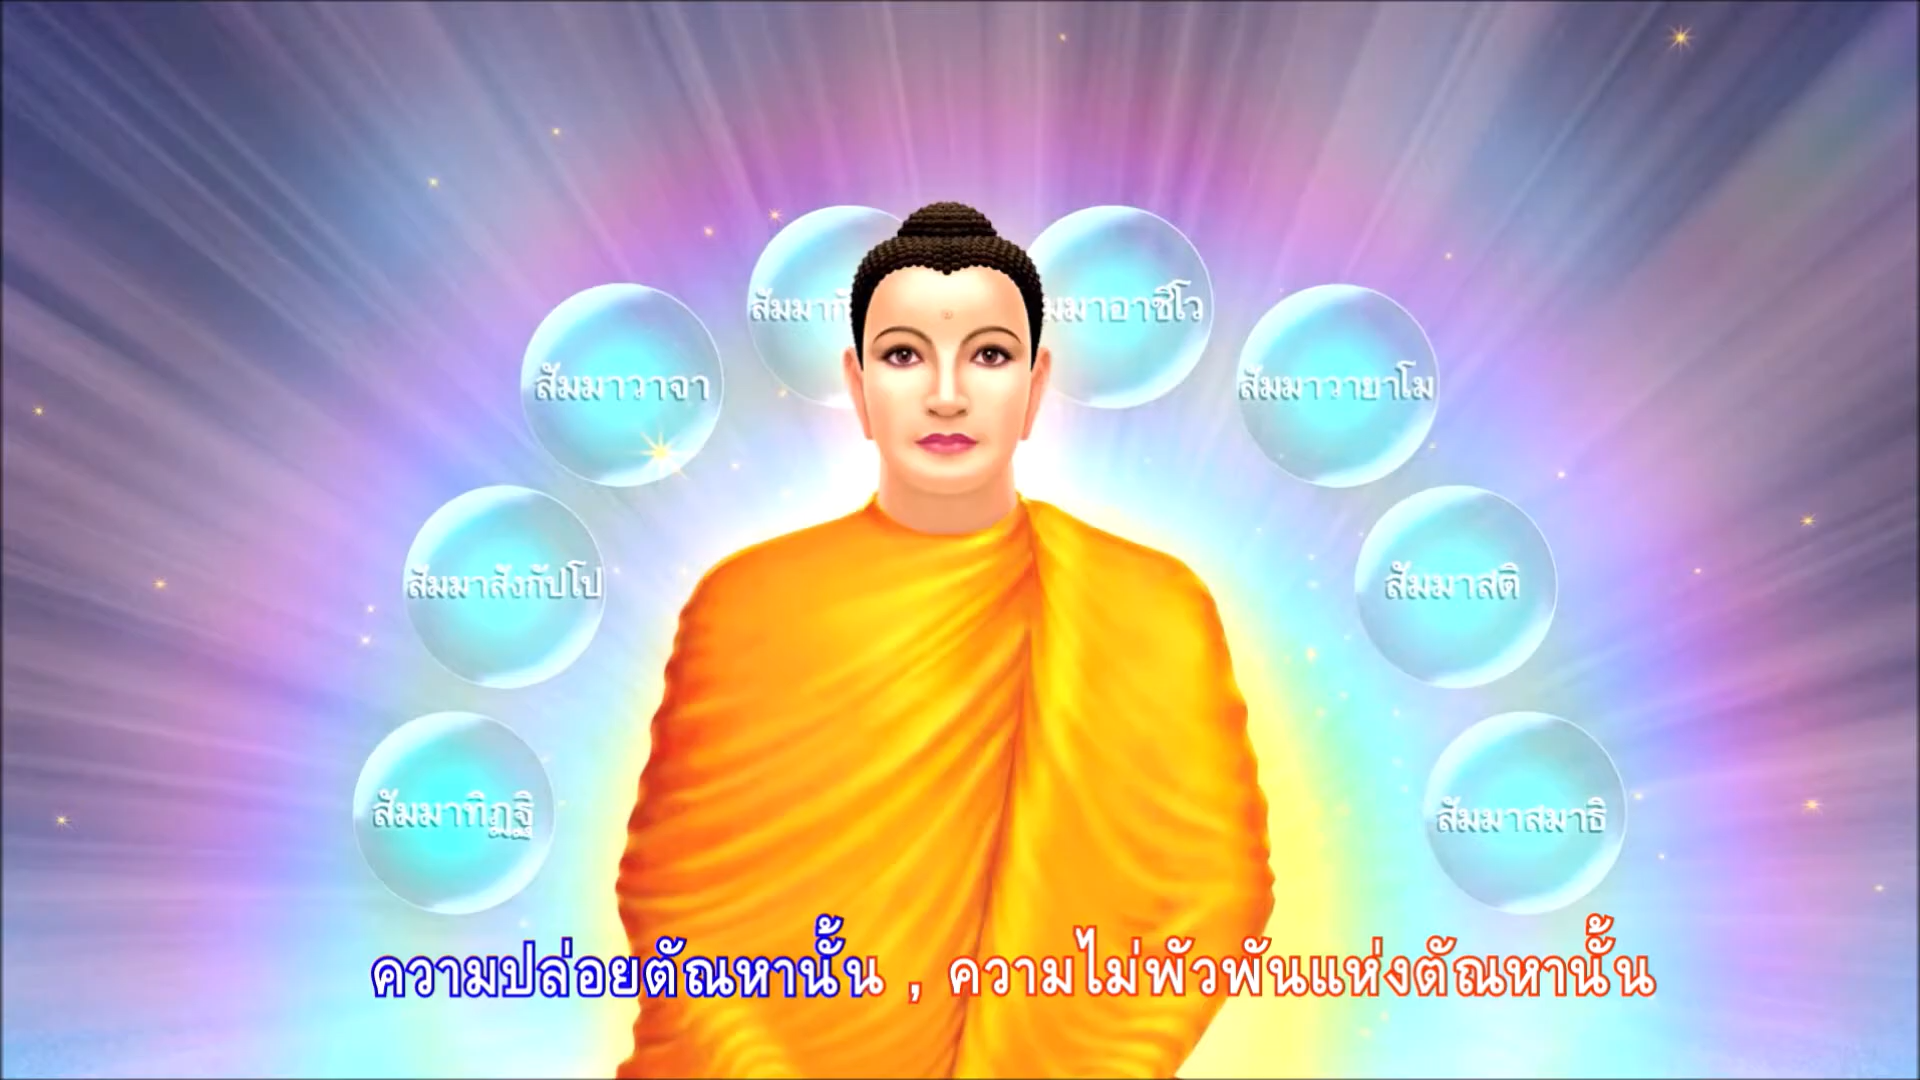 สัมมาอาชีโว
สัมมาวาจา
สัมมาวายาโม
สัมมาสังกัปโป
สัมมาสติ
สัมมาทิฏฐิ
สัมมาสมาธิ
ความปล่อยตัณหานั้น , ความไม่พัวพันแห่งตัณหานั้น